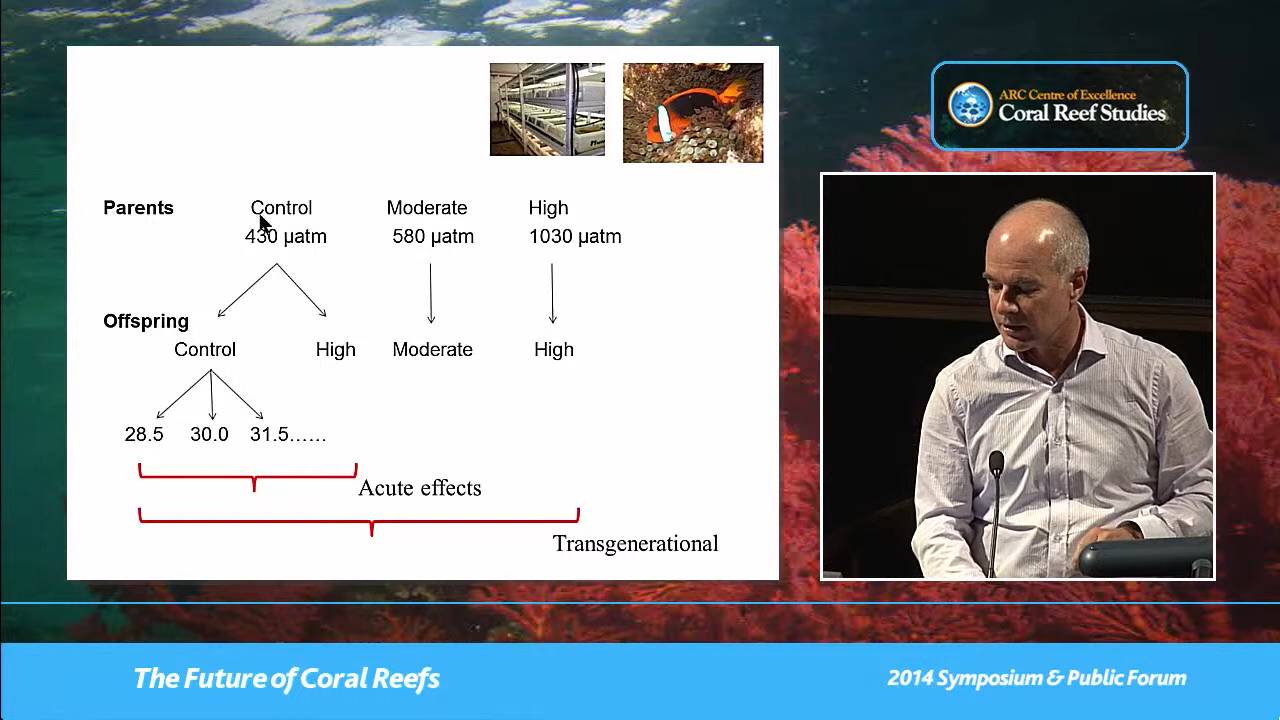 ARC Centre of Excellence
Coral Reef Studies
Parents Control Moderate High
430 µatm 580 µatm 1030 µatm
Offspring
Control High Moderate High
28.5 30.0 31.5......
Acute effects
Transgenerational
The Future of Coral Reefs
2014 Symposium & Public Forum